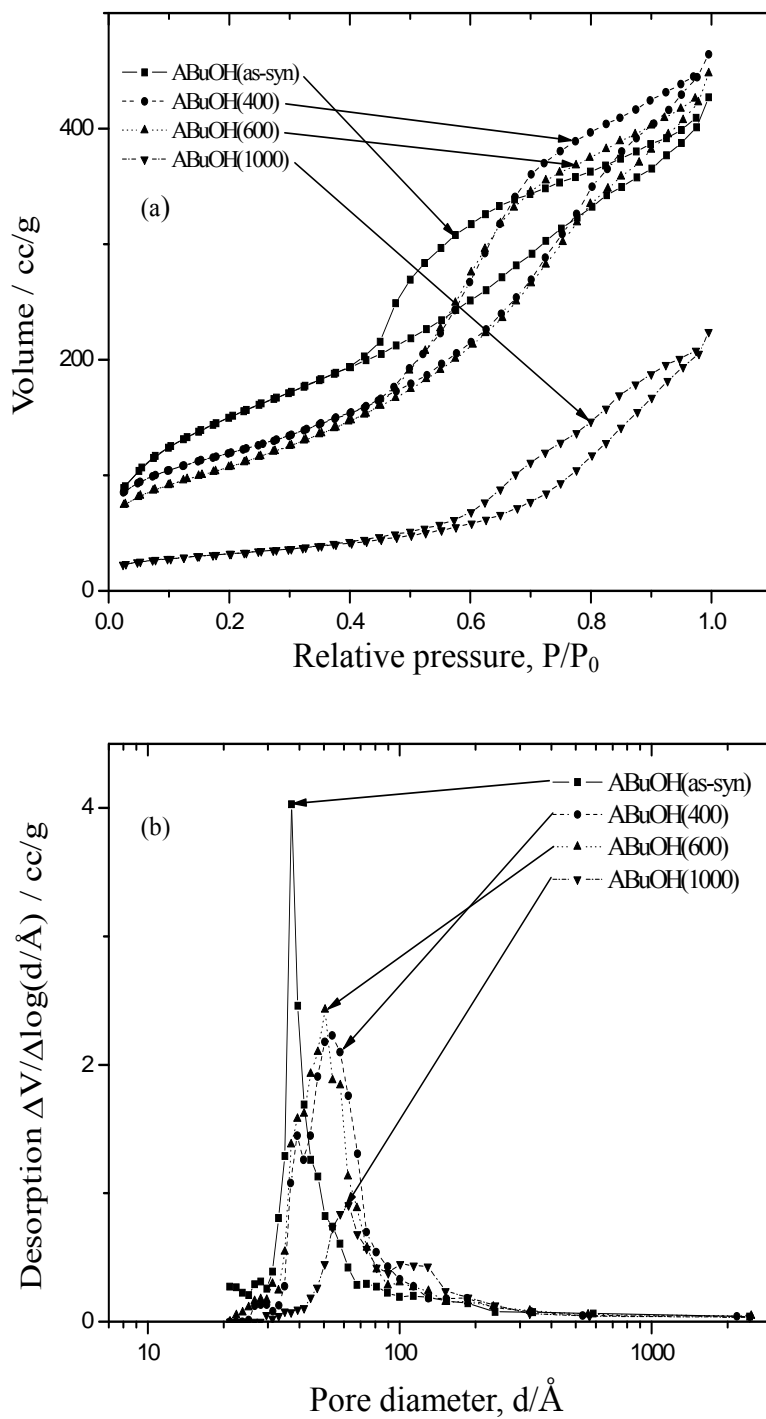 400
200
0
Volume / cc/g
ABuOH(as-syn)
ABuOH(400)
ABuOH(600)
ABuOH(1000)
(a)
0.0 0.2 0.4 0.6 0.8 1.0
Relative pressure, P/P₀
4
2
0
Desorption ΔV/Δlog(d/Å) / cc/g
(b)
ABuOH(as-syn)
ABuOH(400)
ABuOH(600)
ABuOH(1000)
10 100 1000
Pore diameter, d/Å